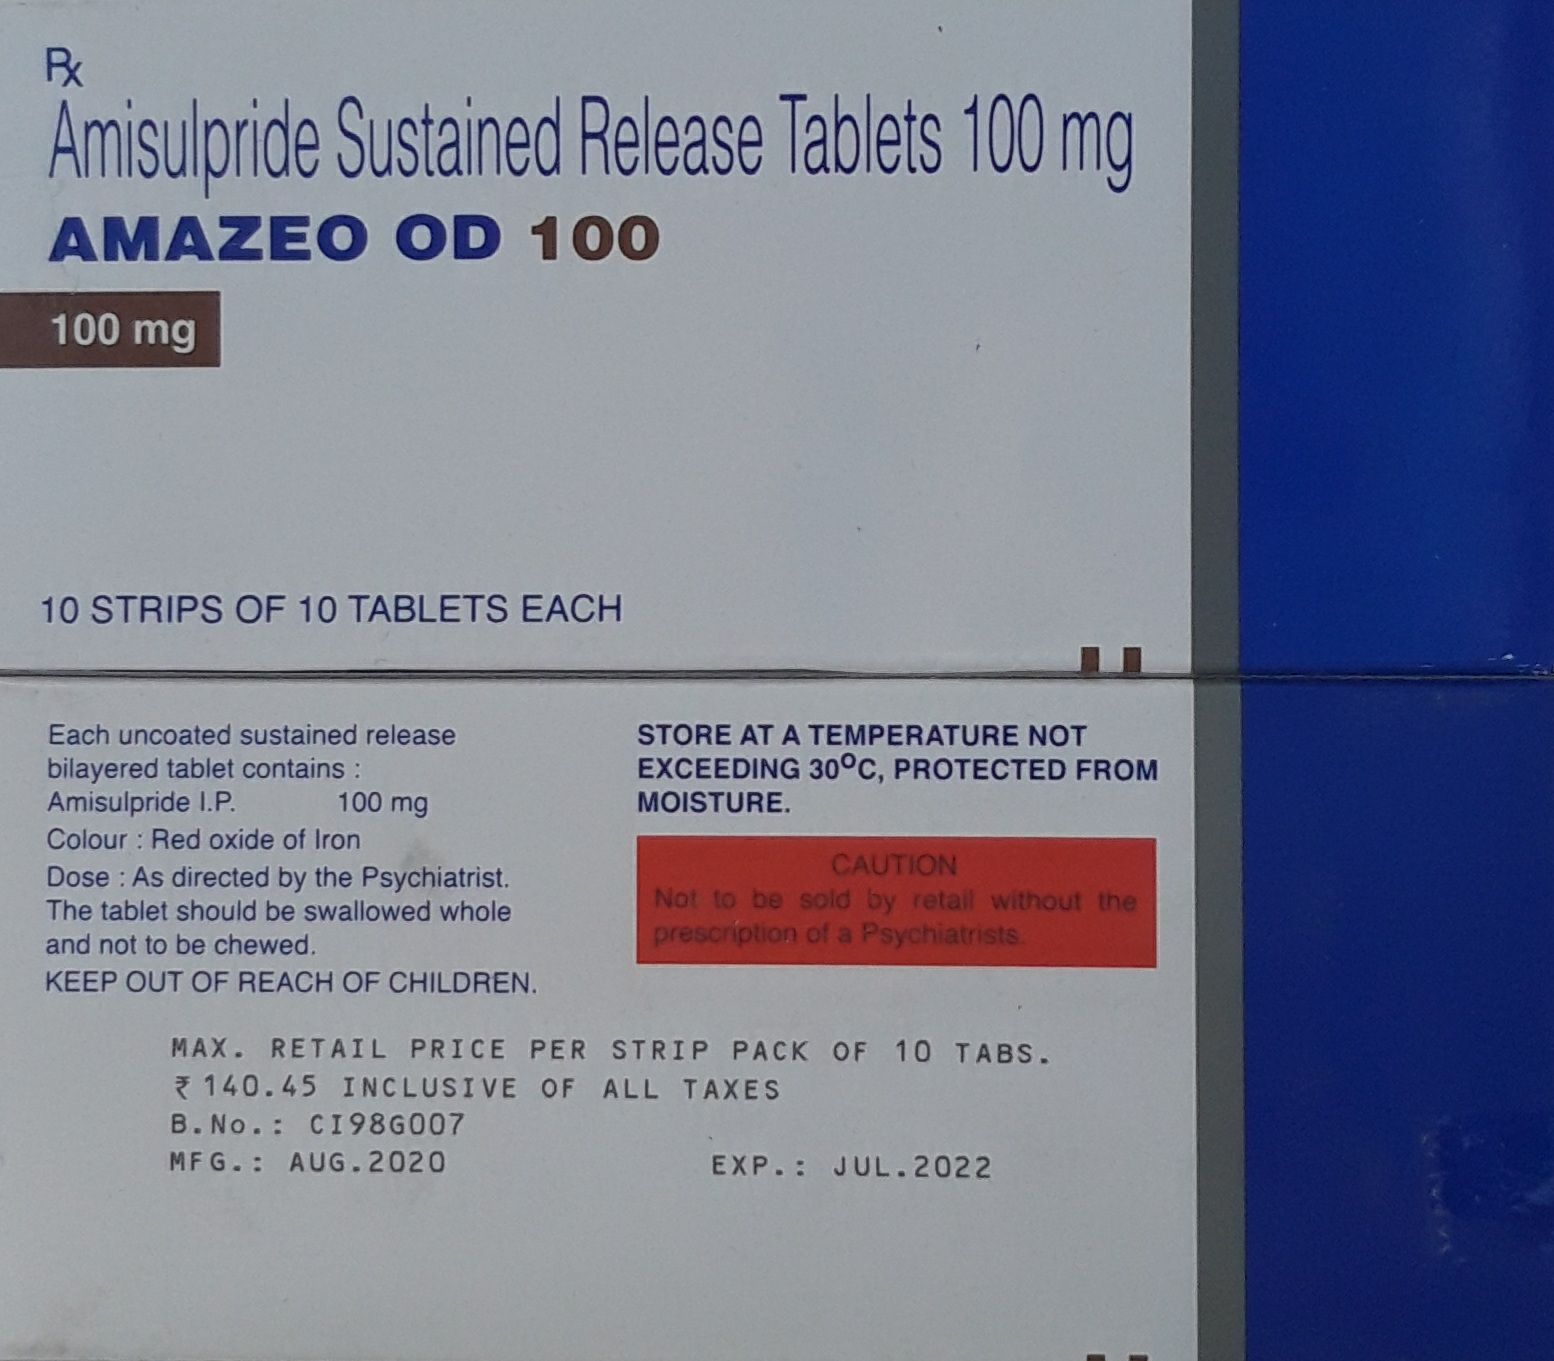 Rx
Amisulpride Sustained Release Tablets 100 mg
AMAZEO OD 100
100 mg
10 STRIPS OF 10 TABLETS EACH
Each uncoated sustained release
bilayered tablet contains :
Amisulpride I.P. 100 mg
Colour : Red oxide of Iron
Dose : As directed by the Psychiatrist.
The tablet should be swallowed whole
and not to be chewed.
KEEP OUT OF REACH OF CHILDREN.
STORE AT A TEMPERATURE NOT
EXCEEDING 30°C, PROTECTED FROM
MOISTURE.
CAUTION
Not to be sold by retail without the
prescription of a Psychiatrists.
MAX. RETAIL PRICE PER STRIP PACK OF 10 TABS.
₹ 140.45 INCLUSIVE OF ALL TAXES
B.No.: CI98G007
MFG.: AUG.2020 EXP.: JUL.2022